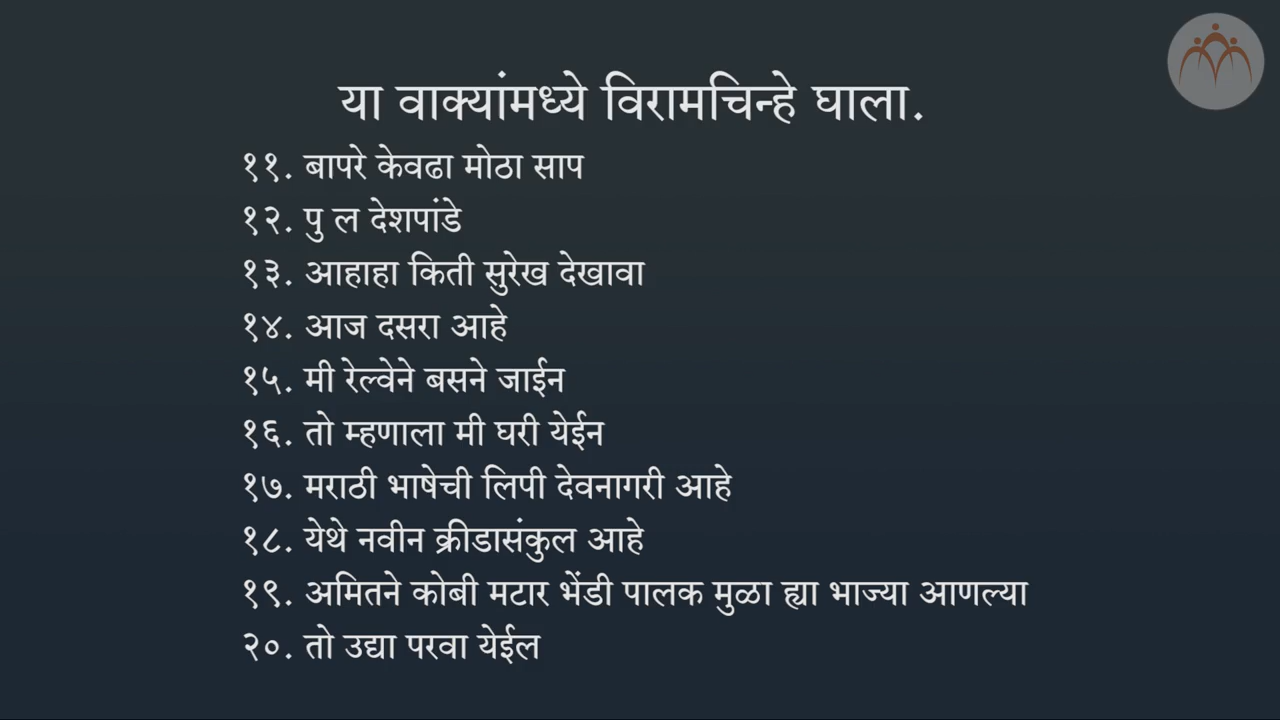 या वाक्यांमध्ये विरामचिन्हे घाला.
११. बापरे केवढा मोठा साप
१२. पु ल देशपांडे
१३. आहाहा किती सुरेख देखावा
१४. आज दसरा आहे
१५. मी रेल्वेने बसने जाईन
१६. तो म्हणाला मी घरी येईन
१७. मराठी भाषेची लिपी देवनागरी आहे
१८. येथे नवीन क्रीडासंकुल आहे
१९. अमितने कोबी मटार भेंडी पालक मुळा ह्या भाज्या आणल्या
२०. तो उद्या परवा येईल